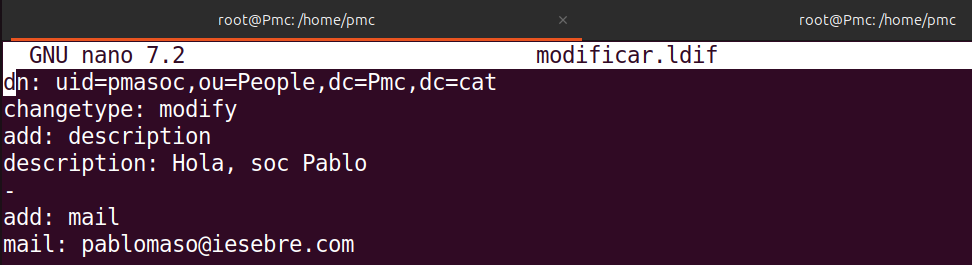 root@Pmc: /home/pmc × root@Pmc: /home/pmc
GNU nano 7.2 modificar.ldif
dn: uid=pmasoc,ou=People,dc=Pmc,dc=cat
changetype: modify
add: description
description: Hola, soc Pablo
-
add: mail
mail: pablomaso@iesebre.com